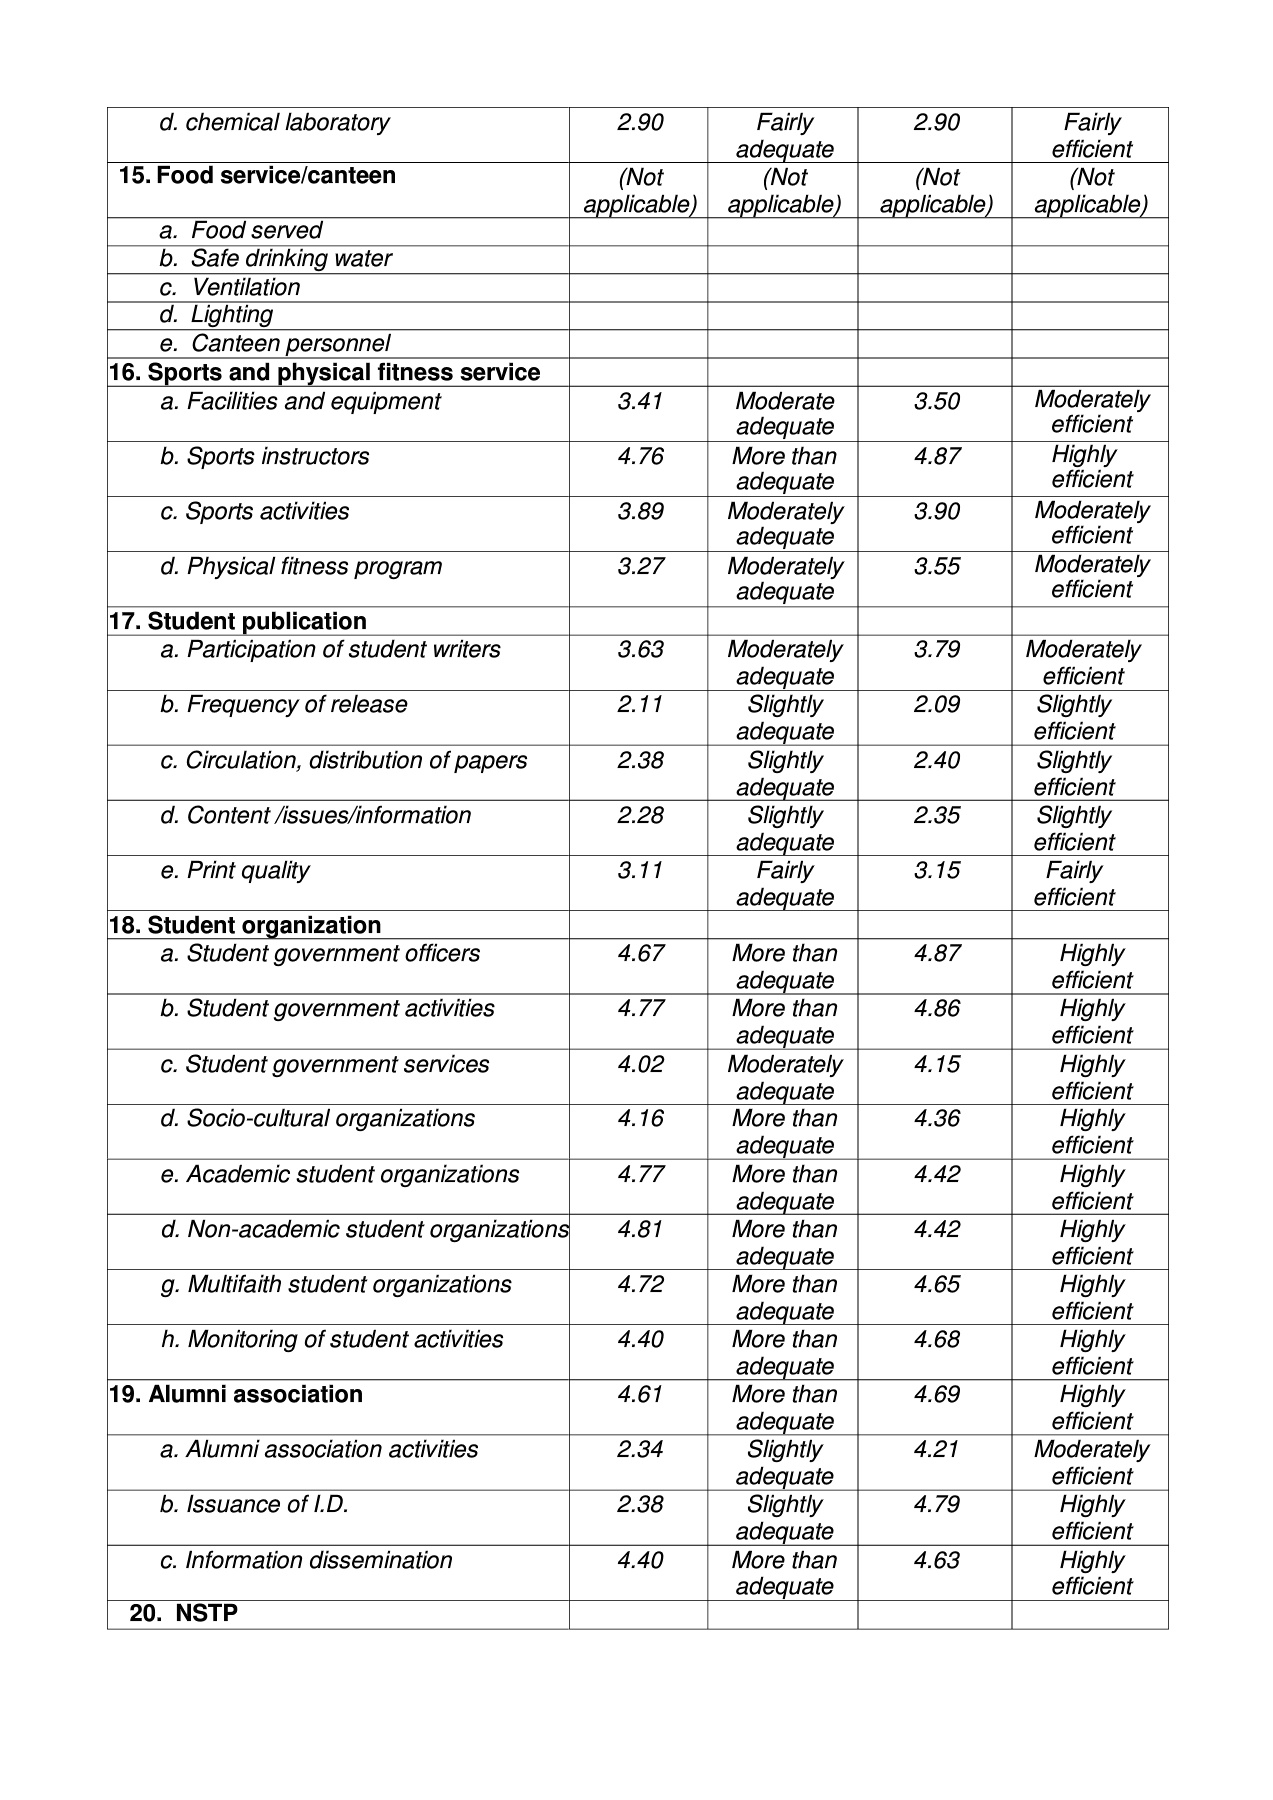 d. chemical laboratory 2.90 Fairly 2.90 Fairly
adequate efficient
15. Food service/canteen (Not (Not (Not (Not
applicable) applicable) applicable) applicable)
a. Food served
b. Safe drinking water
c. Ventilation
d. Lighting
e. Canteen personnel
16. Sports and physical fitness service
a. Facilities and equipment 3.41 Moderate 3.50 Moderately
adequate efficient
b. Sports instructors 4.76 More than 4.87 Highly
adequate efficient
c. Sports activities 3.89 Moderately 3.90 Moderately
adequate efficient
d. Physical fitness program 3.27 Moderately 3.55 Moderately
adequate efficient
17. Student publication
a. Participation of student writers 3.63 Moderately 3.79 Moderately
adequate efficient
b. Frequency of release 2.11 Slightly 2.09 Slightly
adequate efficient
c. Circulation, distribution of papers 2.38 Slightly 2.40 Slightly
adequate efficient
d. Content /issues/information 2.28 Slightly 2.35 Slightly
adequate efficient
e. Print quality 3.11 Fairly 3.15 Fairly
adequate efficient
18. Student organization
a. Student government officers 4.67 More than 4.87 Highly
adequate efficient
b. Student government activities 4.77 More than 4.86 Highly
adequate efficient
c. Student government services 4.02 Moderately 4.15 Highly
adequate efficient
d. Socio-cultural organizations 4.16 More than 4.36 Highly
adequate efficient
e. Academic student organizations 4.77 More than 4.42 Highly
adequate efficient
d. Non-academic student organizations 4.81 More than 4.42 Highly
adequate efficient
g. Multifaith student organizations 4.72 More than 4.65 Highly
adequate efficient
h. Monitoring of student activities 4.40 More than 4.68 Highly
adequate efficient
19. Alumni association 4.61 More than 4.69 Highly
adequate efficient
a. Alumni association activities 2.34 Slightly 4.21 Moderately
adequate efficient
b. Issuance of I.D. 2.38 Slightly 4.79 Highly
adequate efficient
c. Information dissemination 4.40 More than 4.63 Highly
adequate efficient
20. NSTP